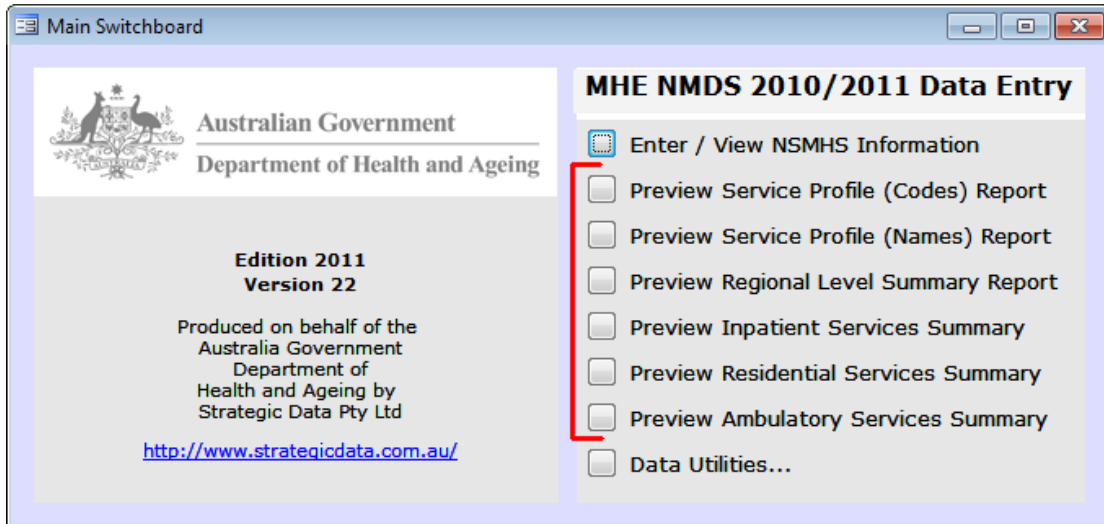 Main Switchboard
Australian Government
Department of Health and Ageing
Edition 2011
Version 22
Produced on behalf of the
Australia Government
Department of
Health and Ageing by
Strategic Data Pty Ltd
http://www.strategicdata.com.au/
MHE NMDS 2010/2011 Data Entry
Enter / View NSMHS Information
Preview Service Profile (Codes) Report
Preview Service Profile (Names) Report
Preview Regional Level Summary Report
Preview Inpatient Services Summary
Preview Residential Services Summary
Preview Ambulatory Services Summary
Data Utilities...